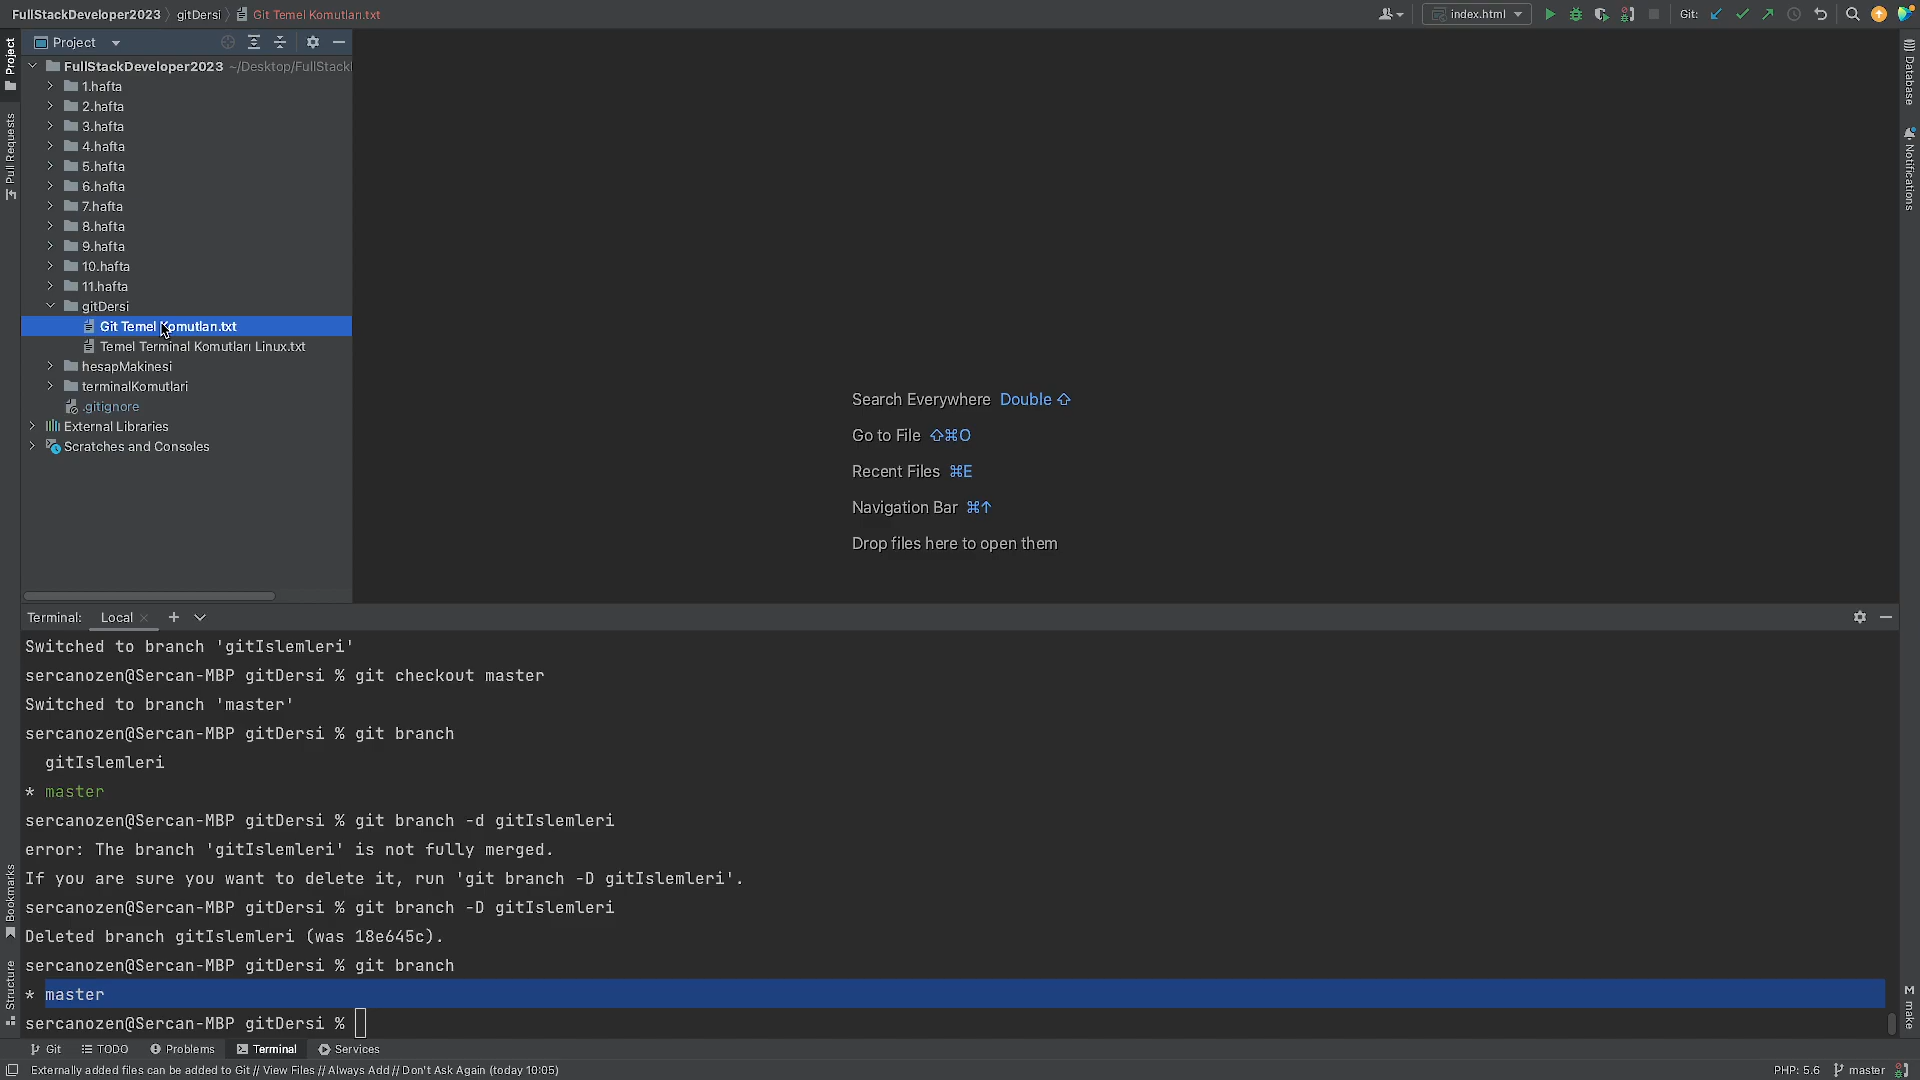 FullStackDeveloper2023 gitDersi Git Temel Komutları.txt
index.html
Git:
Project
Project
FullStackDeveloper2023 ~/Desktop/FullStack
1.hafta
2.hafta
3.hafta
4.hafta
5.hafta
6.hafta
7.hafta
8.hafta
9.hafta
10.hafta
11.hafta
gitDersi
Git Temel Komutları.txt
Temel Terminal Komutları Linux.txt
hesapMakinesi
terminalKomutlari
.gitignore
External Libraries
Scratches and Consoles
Pull Requests
Database
Notifications
Search Everywhere Double ⇧
Go to File ⇧⌘O
Recent Files ⌘E
Navigation Bar ⌘↑
Drop files here to open them
Terminal: Local
Switched to branch 'gitIslemleri'
sercanozen@Sercan-MBP gitDersi % git checkout master
Switched to branch 'master'
sercanozen@Sercan-MBP gitDersi % git branch
gitIslemleri
* master
sercanozen@Sercan-MBP gitDersi % git branch -d gitIslemleri
error: The branch 'gitIslemleri' is not fully merged.
If you are sure you want to delete it, run 'git branch -D gitIslemleri'.
sercanozen@Sercan-MBP gitDersi % git branch -D gitIslemleri
Deleted branch gitIslemleri (was 18e645c).
sercanozen@Sercan-MBP gitDersi % git branch
* master
sercanozen@Sercan-MBP gitDersi %
Bookmarks
Structure
M make
Git TODO Problems Terminal Services
Externally added files can be added to Git // View Files // Always Add // Don't Ask Again (today 10:05)
PHP: 5.6 master